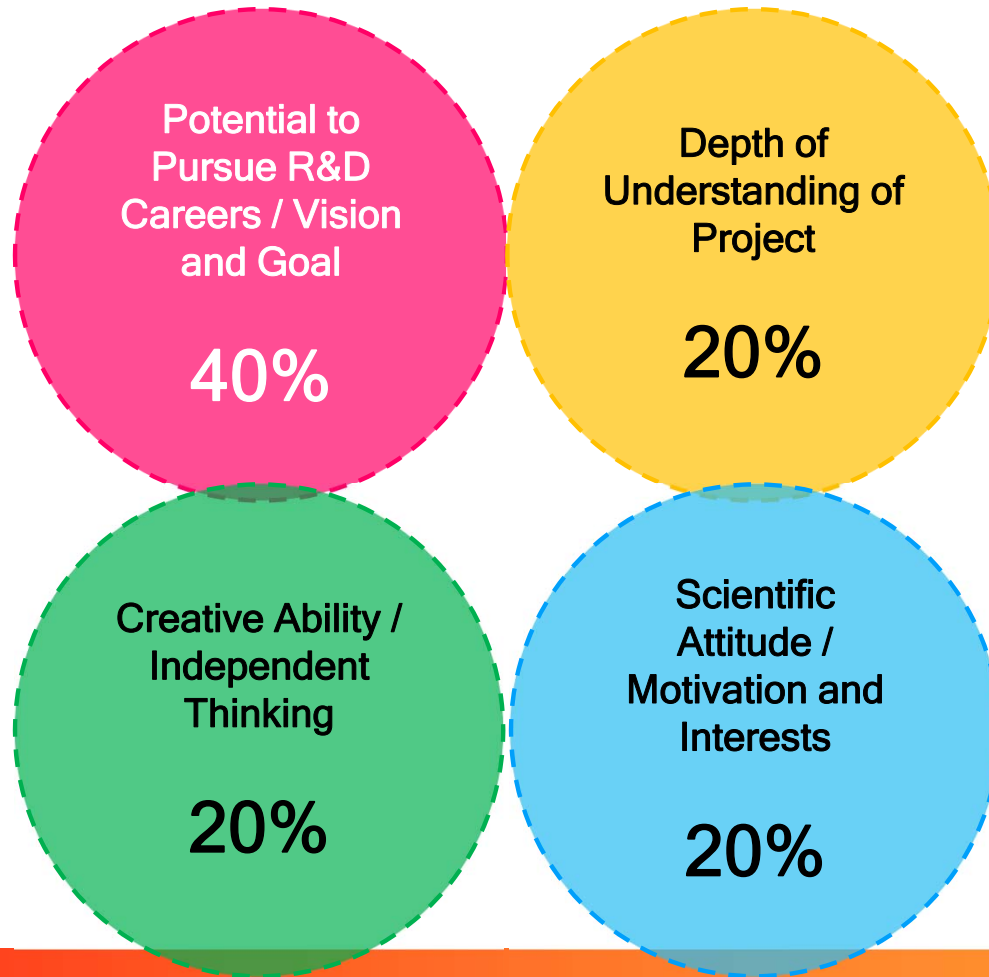 Potential to
Pursue R&D
Careers / Vision
and Goal
40%
Depth of
Understanding of
Project
20%
Creative Ability /
Independent
Thinking
20%
Scientific
Attitude /
Motivation and
Interests
20%